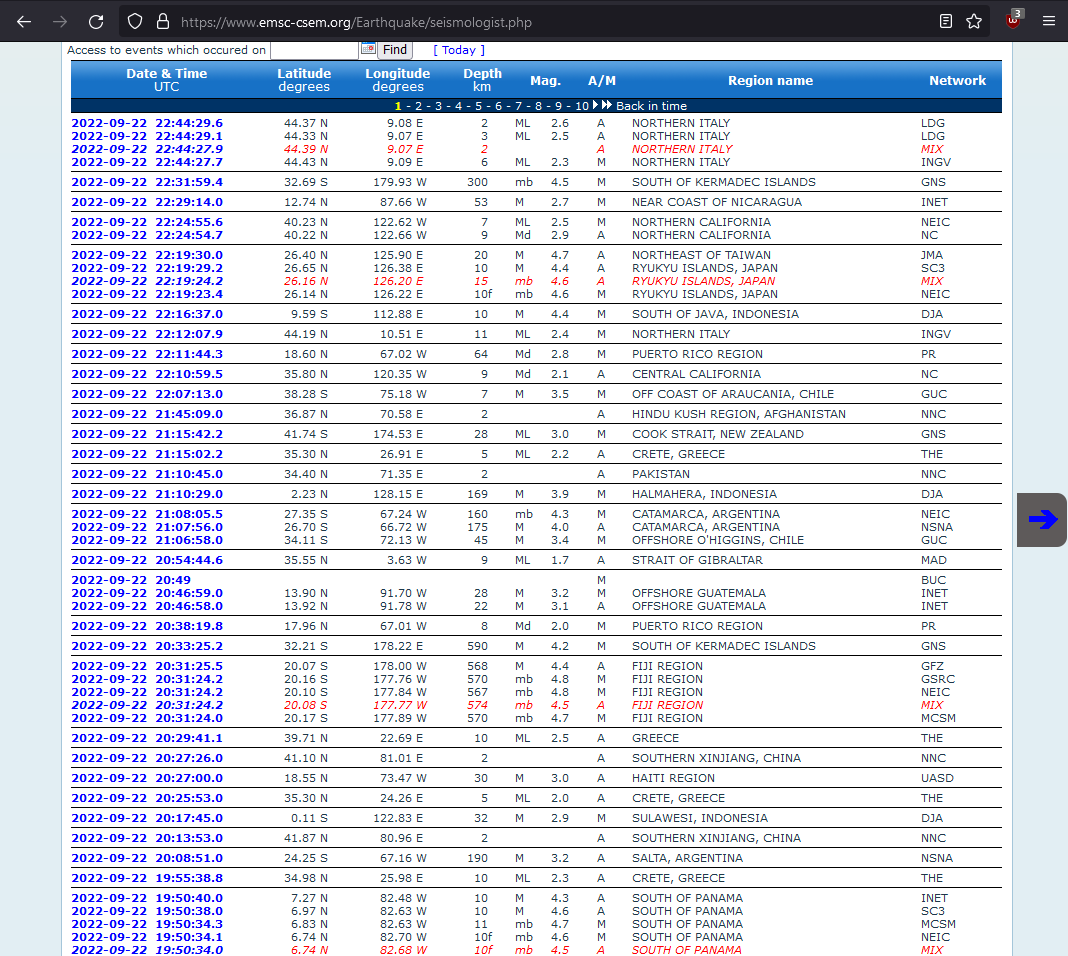 https://www.emsc-csem.org/Earthquake/seismologist.php 3
Access to events which occured on Find [ Today ]
Date & Time Latitude Longitude Depth Mag. A/M Region name Network
UTC degrees degrees km
1 - 2 - 3 - 4 - 5 - 6 - 7 - 8 - 9 - 10 Back in time
2022-09-22 22:44:29.6 44.37 N 9.08 E 2 ML 2.6 A NORTHERN ITALY LDG
2022-09-22 22:44:29.1 44.33 N 9.07 E 3 ML 2.5 A NORTHERN ITALY LDG
2022-09-22 22:44:27.9 44.39 N 9.07 E 2 A NORTHERN ITALY MIX
2022-09-22 22:44:27.7 44.43 N 9.09 E 6 ML 2.3 M NORTHERN ITALY INGV
2022-09-22 22:31:59.4 32.69 S 179.93 W 300 mb 4.5 M SOUTH OF KERMADEC ISLANDS GNS
2022-09-22 22:29:14.0 12.74 N 87.66 W 53 M 2.7 M NEAR COAST OF NICARAGUA INET
2022-09-22 22:24:55.6 40.23 N 122.62 W 7 ML 2.5 M NORTHERN CALIFORNIA NEIC
2022-09-22 22:24:54.7 40.22 N 122.66 W 9 Md 2.9 A NORTHERN CALIFORNIA NC
2022-09-22 22:19:30.0 26.40 N 125.90 E 20 M 4.7 A NORTHEAST OF TAIWAN JMA
2022-09-22 22:19:29.2 26.65 N 126.38 E 10 M 4.4 A RYUKYU ISLANDS, JAPAN SC3
2022-09-22 22:19:24.2 26.16 N 126.20 E 15 mb 4.6 A RYUKYU ISLANDS, JAPAN MIX
2022-09-22 22:19:23.4 26.14 N 126.22 E 10f mb 4.6 M RYUKYU ISLANDS, JAPAN NEIC
2022-09-22 22:16:37.0 9.59 S 112.88 E 10 M 4.4 M SOUTH OF JAVA, INDONESIA DJA
2022-09-22 22:12:07.9 44.19 N 10.51 E 11 ML 2.4 M NORTHERN ITALY INGV
2022-09-22 22:11:44.3 18.60 N 67.02 W 64 Md 2.8 M PUERTO RICO REGION PR
2022-09-22 22:10:59.5 35.80 N 120.35 W 9 Md 2.1 A CENTRAL CALIFORNIA NC
2022-09-22 22:07:13.0 38.28 S 75.18 W 7 M 3.5 M OFF COAST OF ARAUCANIA, CHILE GUC
2022-09-22 21:45:09.0 36.87 N 70.58 E 2 A HINDU KUSH REGION, AFGHANISTAN NNC
2022-09-22 21:15:42.2 41.74 S 174.53 E 28 ML 3.0 M COOK STRAIT, NEW ZEALAND GNS
2022-09-22 21:15:02.2 35.30 N 26.91 E 5 ML 2.2 A CRETE, GREECE THE
2022-09-22 21:10:45.0 34.40 N 71.35 E 2 A PAKISTAN NNC
2022-09-22 21:10:29.0 2.23 N 128.15 E 169 M 3.9 M HALMAHERA, INDONESIA DJA
2022-09-22 21:08:05.5 27.35 S 67.24 W 160 mb 4.3 M CATAMARCA, ARGENTINA NEIC
2022-09-22 21:07:56.0 26.70 S 66.72 W 175 M 4.0 A CATAMARCA, ARGENTINA NSNA
2022-09-22 21:06:58.0 34.11 S 72.13 W 45 M 3.4 M OFFSHORE O'HIGGINS, CHILE GUC
2022-09-22 20:54:44.6 35.55 N 3.63 W 9 ML 1.7 A STRAIT OF GIBRALTAR MAD
2022-09-22 20:49 M BUC
2022-09-22 20:46:59.0 13.90 N 91.70 W 28 M 3.2 M OFFSHORE GUATEMALA INET
2022-09-22 20:46:58.0 13.92 N 91.78 W 22 M 3.1 A OFFSHORE GUATEMALA INET
2022-09-22 20:38:19.8 17.96 N 67.01 W 8 Md 2.0 M PUERTO RICO REGION PR
2022-09-22 20:33:25.2 32.21 S 178.22 E 590 M 4.2 M SOUTH OF KERMADEC ISLANDS GNS
2022-09-22 20:31:25.5 20.07 S 178.00 W 568 M 4.4 A FIJI REGION GFZ
2022-09-22 20:31:24.2 20.16 S 177.76 W 570 mb 4.8 M FIJI REGION GSRC
2022-09-22 20:31:24.2 20.10 S 177.84 W 567 mb 4.8 M FIJI REGION NEIC
2022-09-22 20:31:24.2 20.08 S 177.77 W 574 mb 4.5 A FIJI REGION MIX
2022-09-22 20:31:24.0 20.17 S 177.89 W 570 mb 4.7 M FIJI REGION MCSM
2022-09-22 20:29:41.1 39.71 N 22.69 E 10 ML 2.5 A GREECE THE
2022-09-22 20:27:26.0 41.10 N 81.01 E 2 A SOUTHERN XINJIANG, CHINA NNC
2022-09-22 20:27:00.0 18.55 N 73.47 W 30 M 3.0 A HAITI REGION UASD
2022-09-22 20:25:53.0 35.30 N 24.26 E 5 ML 2.0 A CRETE, GREECE THE
2022-09-22 20:17:45.0 0.11 S 122.83 E 32 M 2.9 M SULAWESI, INDONESIA DJA
2022-09-22 20:13:53.0 41.87 N 80.96 E 2 A SOUTHERN XINJIANG, CHINA NNC
2022-09-22 20:08:51.0 24.25 S 67.16 W 190 M 3.2 A SALTA, ARGENTINA NSNA
2022-09-22 19:55:38.8 34.98 N 25.98 E 10 ML 2.3 A CRETE, GREECE THE
2022-09-22 19:50:40.0 7.27 N 82.48 W 10 M 4.3 A SOUTH OF PANAMA INET
2022-09-22 19:50:38.0 6.97 N 82.63 W 10 M 4.6 A SOUTH OF PANAMA SC3
2022-09-22 19:50:34.3 6.83 N 82.63 W 11 mb 4.7 M SOUTH OF PANAMA MCSM
2022-09-22 19:50:34.1 6.74 N 82.70 W 10f mb 4.6 M SOUTH OF PANAMA NEIC
2022-09-22 19:50:34.0 6.74 N 82.68 W 10f mb 4.5 A SOUTH OF PANAMA MIX